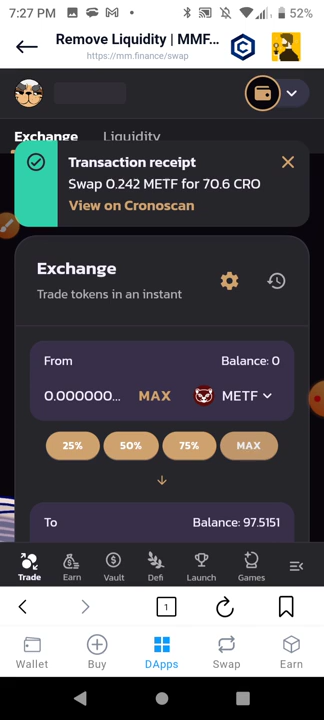 7:27 PM
52%
Remove Liquidity | MMF...
https://mm.finance/swap
Exchange
Liquidity
Transaction receipt
Swap 0.242 METF for 70.6 CRO
View on Cronoscan
Exchange
Trade tokens in an instant
From
Balance: 0
0.000000...
MAX
METF
25%
50%
75%
MAX
To
Balance: 97.5151
Trade
Earn
Vault
Defi
Launch
Games
1
Wallet
Buy
DApps
Swap
Earn